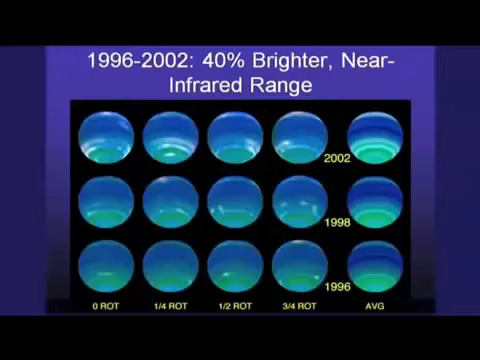 1996-2002: 40% Brighter, Near-
Infrared Range
2002
1998
1996
0 ROT 1/4 ROT 1/2 ROT 3/4 ROT AVG